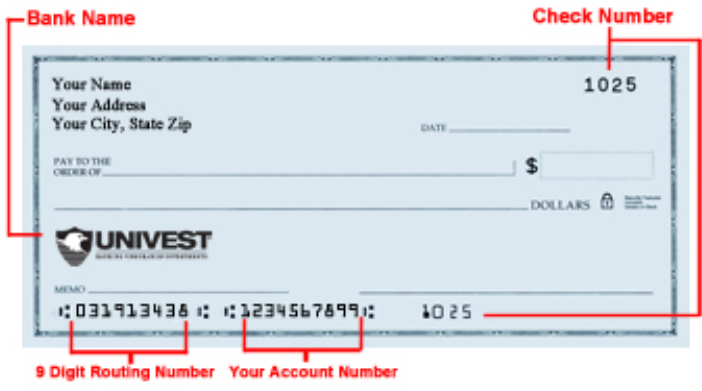 Bank Name
Check Number
1025
Your Name
Your Address
Your City, State Zip
DATE
PAY TO THE
ORDER OF
$
DOLLARS
UNIVEST
MEMO
⑆031913438⑆ ⑆1234567899⑆ 1025
9 Digit Routing Number Your Account Number